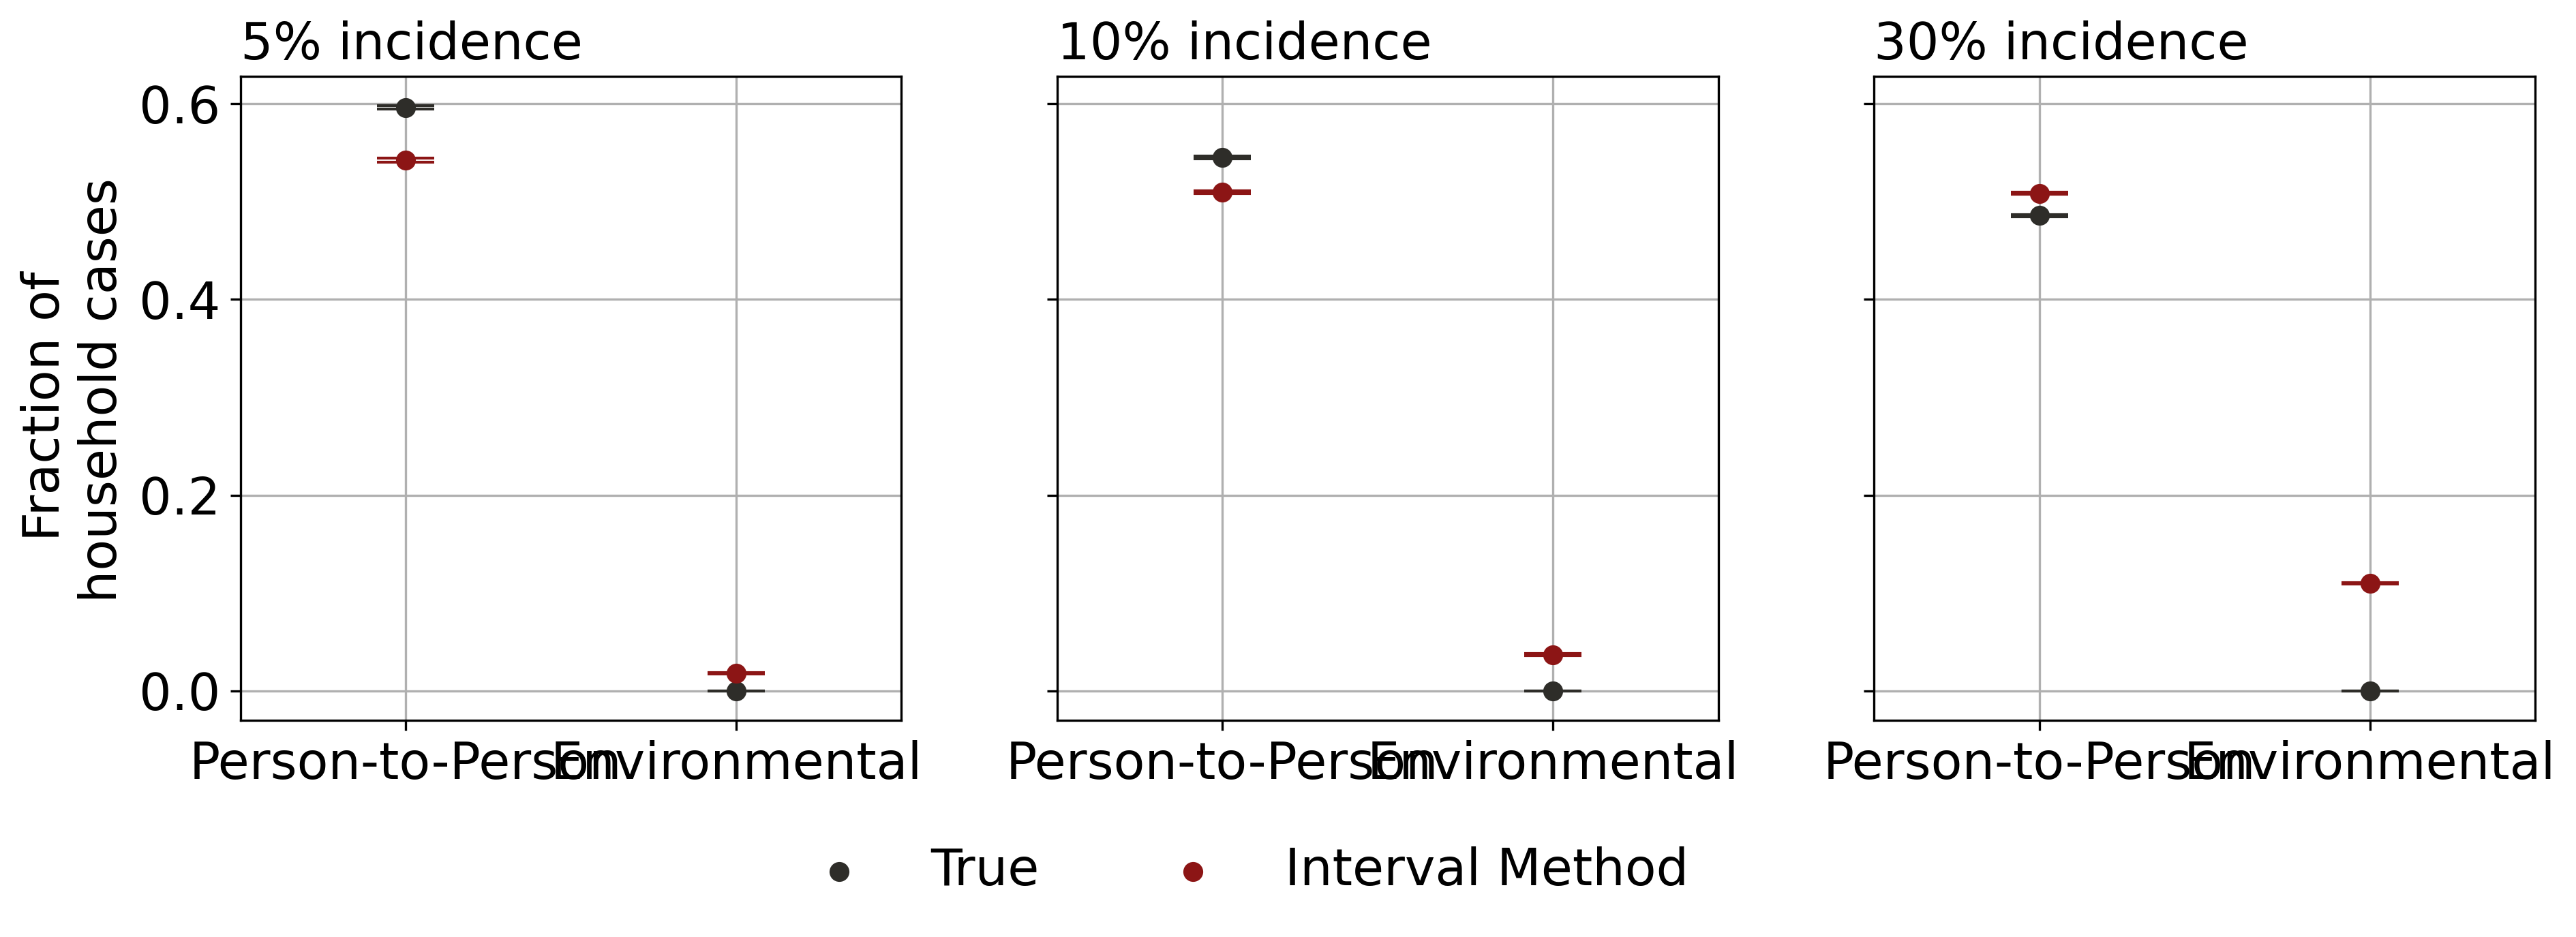 5% incidence
10% incidence
30% incidence
Fraction of
household cases
0.6
0.4
0.2
0.0
Person-to-Person
Environmental
Person-to-Person
Environmental
Person-to-Person
Environmental
True
Interval Method